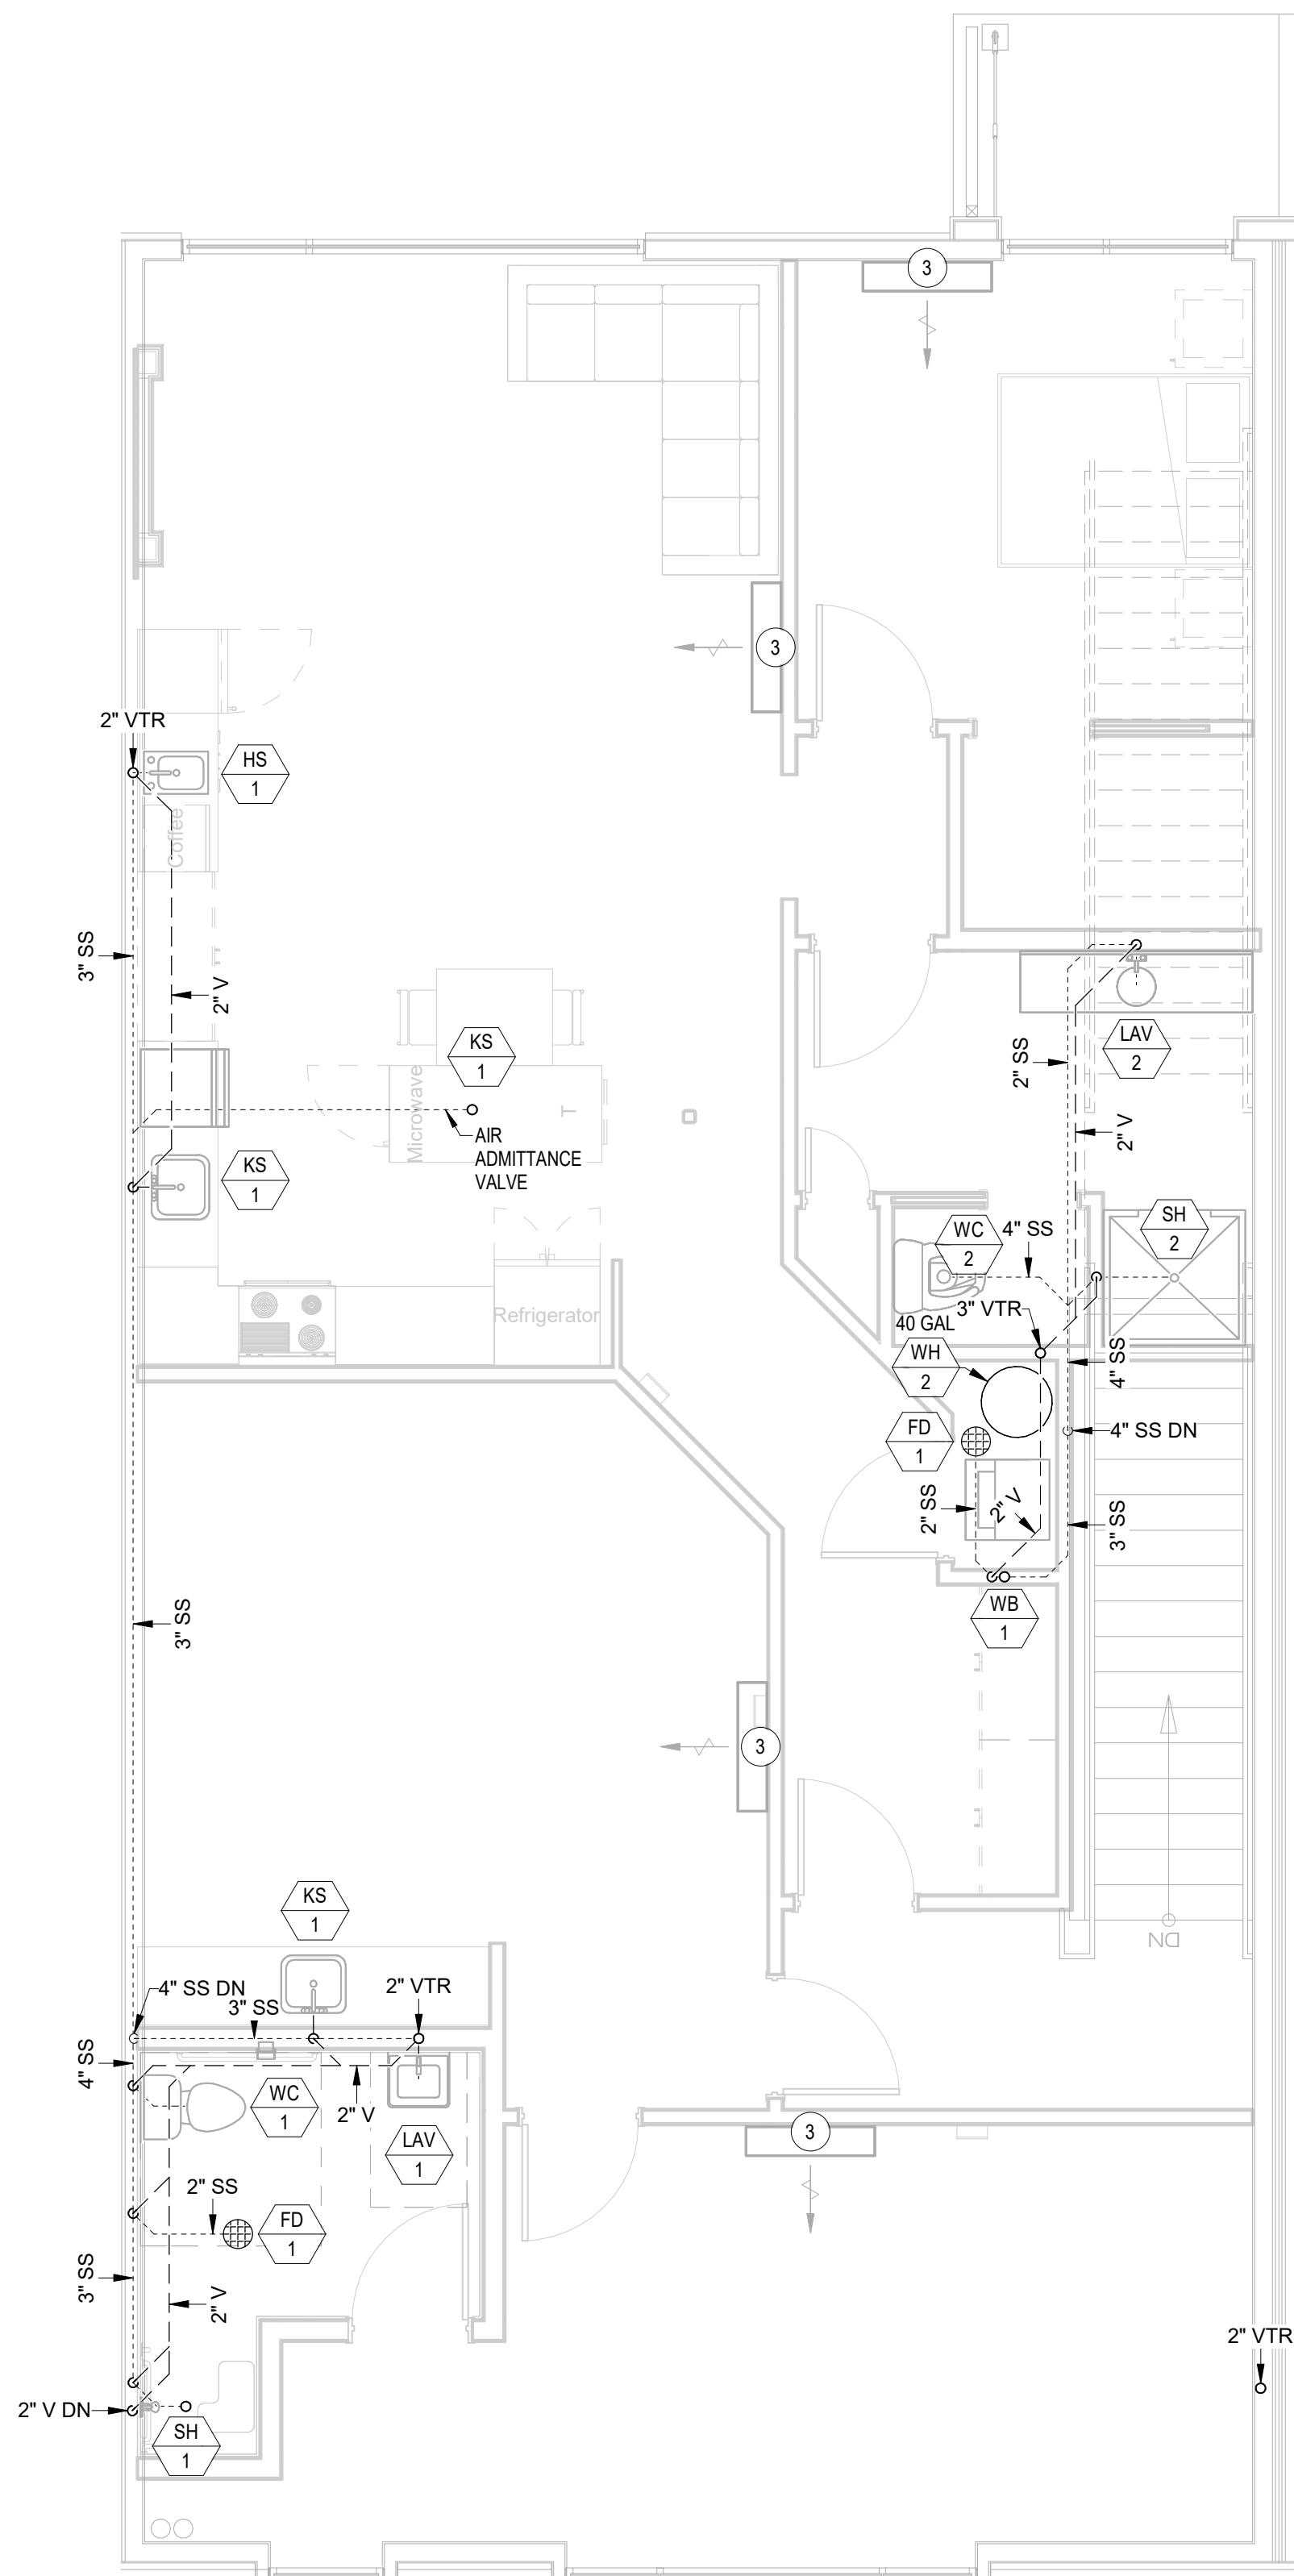 3
3
2" VTR
HS
1
Coffee
3" SS
2" V
KS
1
Microwave
T
AIR
ADMITTANCE
VALVE
KS
1
2" SS
LAV
2
2" V
WC
2
4" SS
SH
2
3" VTR
40 GAL
Refrigerator
WH
2
4" SS
FD
1
4" SS DN
2" SS
2" V
3" SS
WB
1
3" SS
3
KS
1
DN
4" SS DN
3" SS
2" VTR
4" SS
WC
1
2" V
LAV
1
3
2" SS
FD
1
3" SS
2" V
2" VTR
2" V DN
SH
1